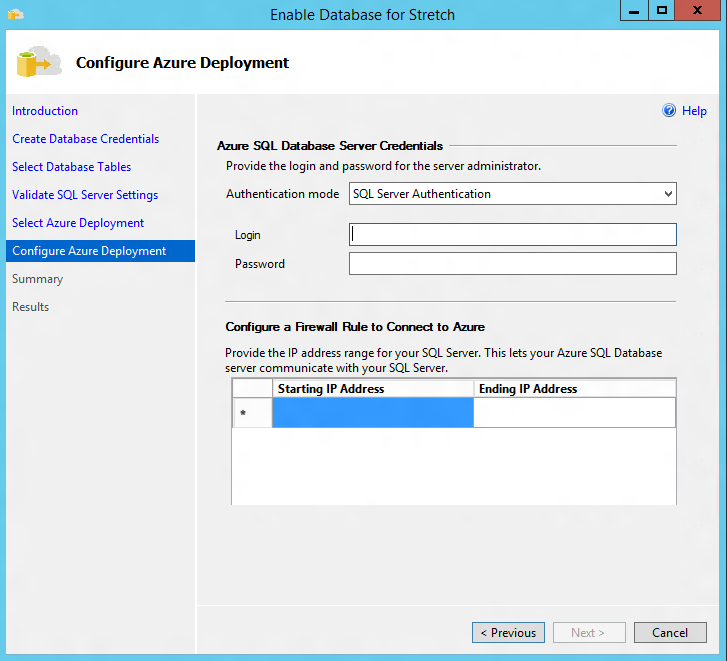 Enable Database for Stretch
Configure Azure Deployment
Introduction
Create Database Credentials
Select Database Tables
Validate SQL Server Settings
Select Azure Deployment
Configure Azure Deployment
Summary
Results
Help
Azure SQL Database Server Credentials
Provide the login and password for the server administrator.
Authentication mode SQL Server Authentication
Login
Password
Configure a Firewall Rule to Connect to Azure
Provide the IP address range for your SQL Server. This lets your Azure SQL Database
server communicate with your SQL Server.
Starting IP Address Ending IP Address
*
< Previous Next > Cancel